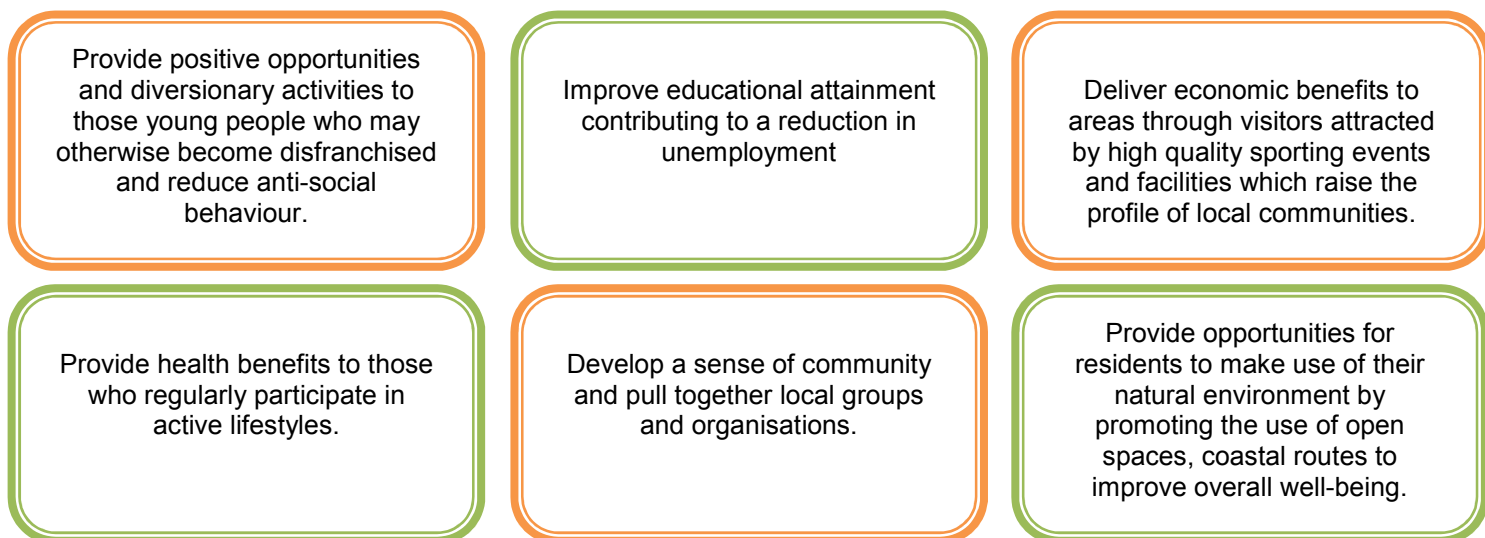 Provide positive opportunities
and diversionary activities to
those young people who may
otherwise become disfranchised
and reduce anti-social
behaviour.
Improve educational attainment
contributing to a reduction in
unemployment
Deliver economic benefits to
areas through visitors attracted
by high quality sporting events
and facilities which raise the
profile of local communities.
Provide health benefits to those
who regularly participate in
active lifestyles.
Develop a sense of community
and pull together local groups
and organisations.
Provide opportunities for
residents to make use of their
natural environment by
promoting the use of open
spaces, coastal routes to
improve overall well-being.